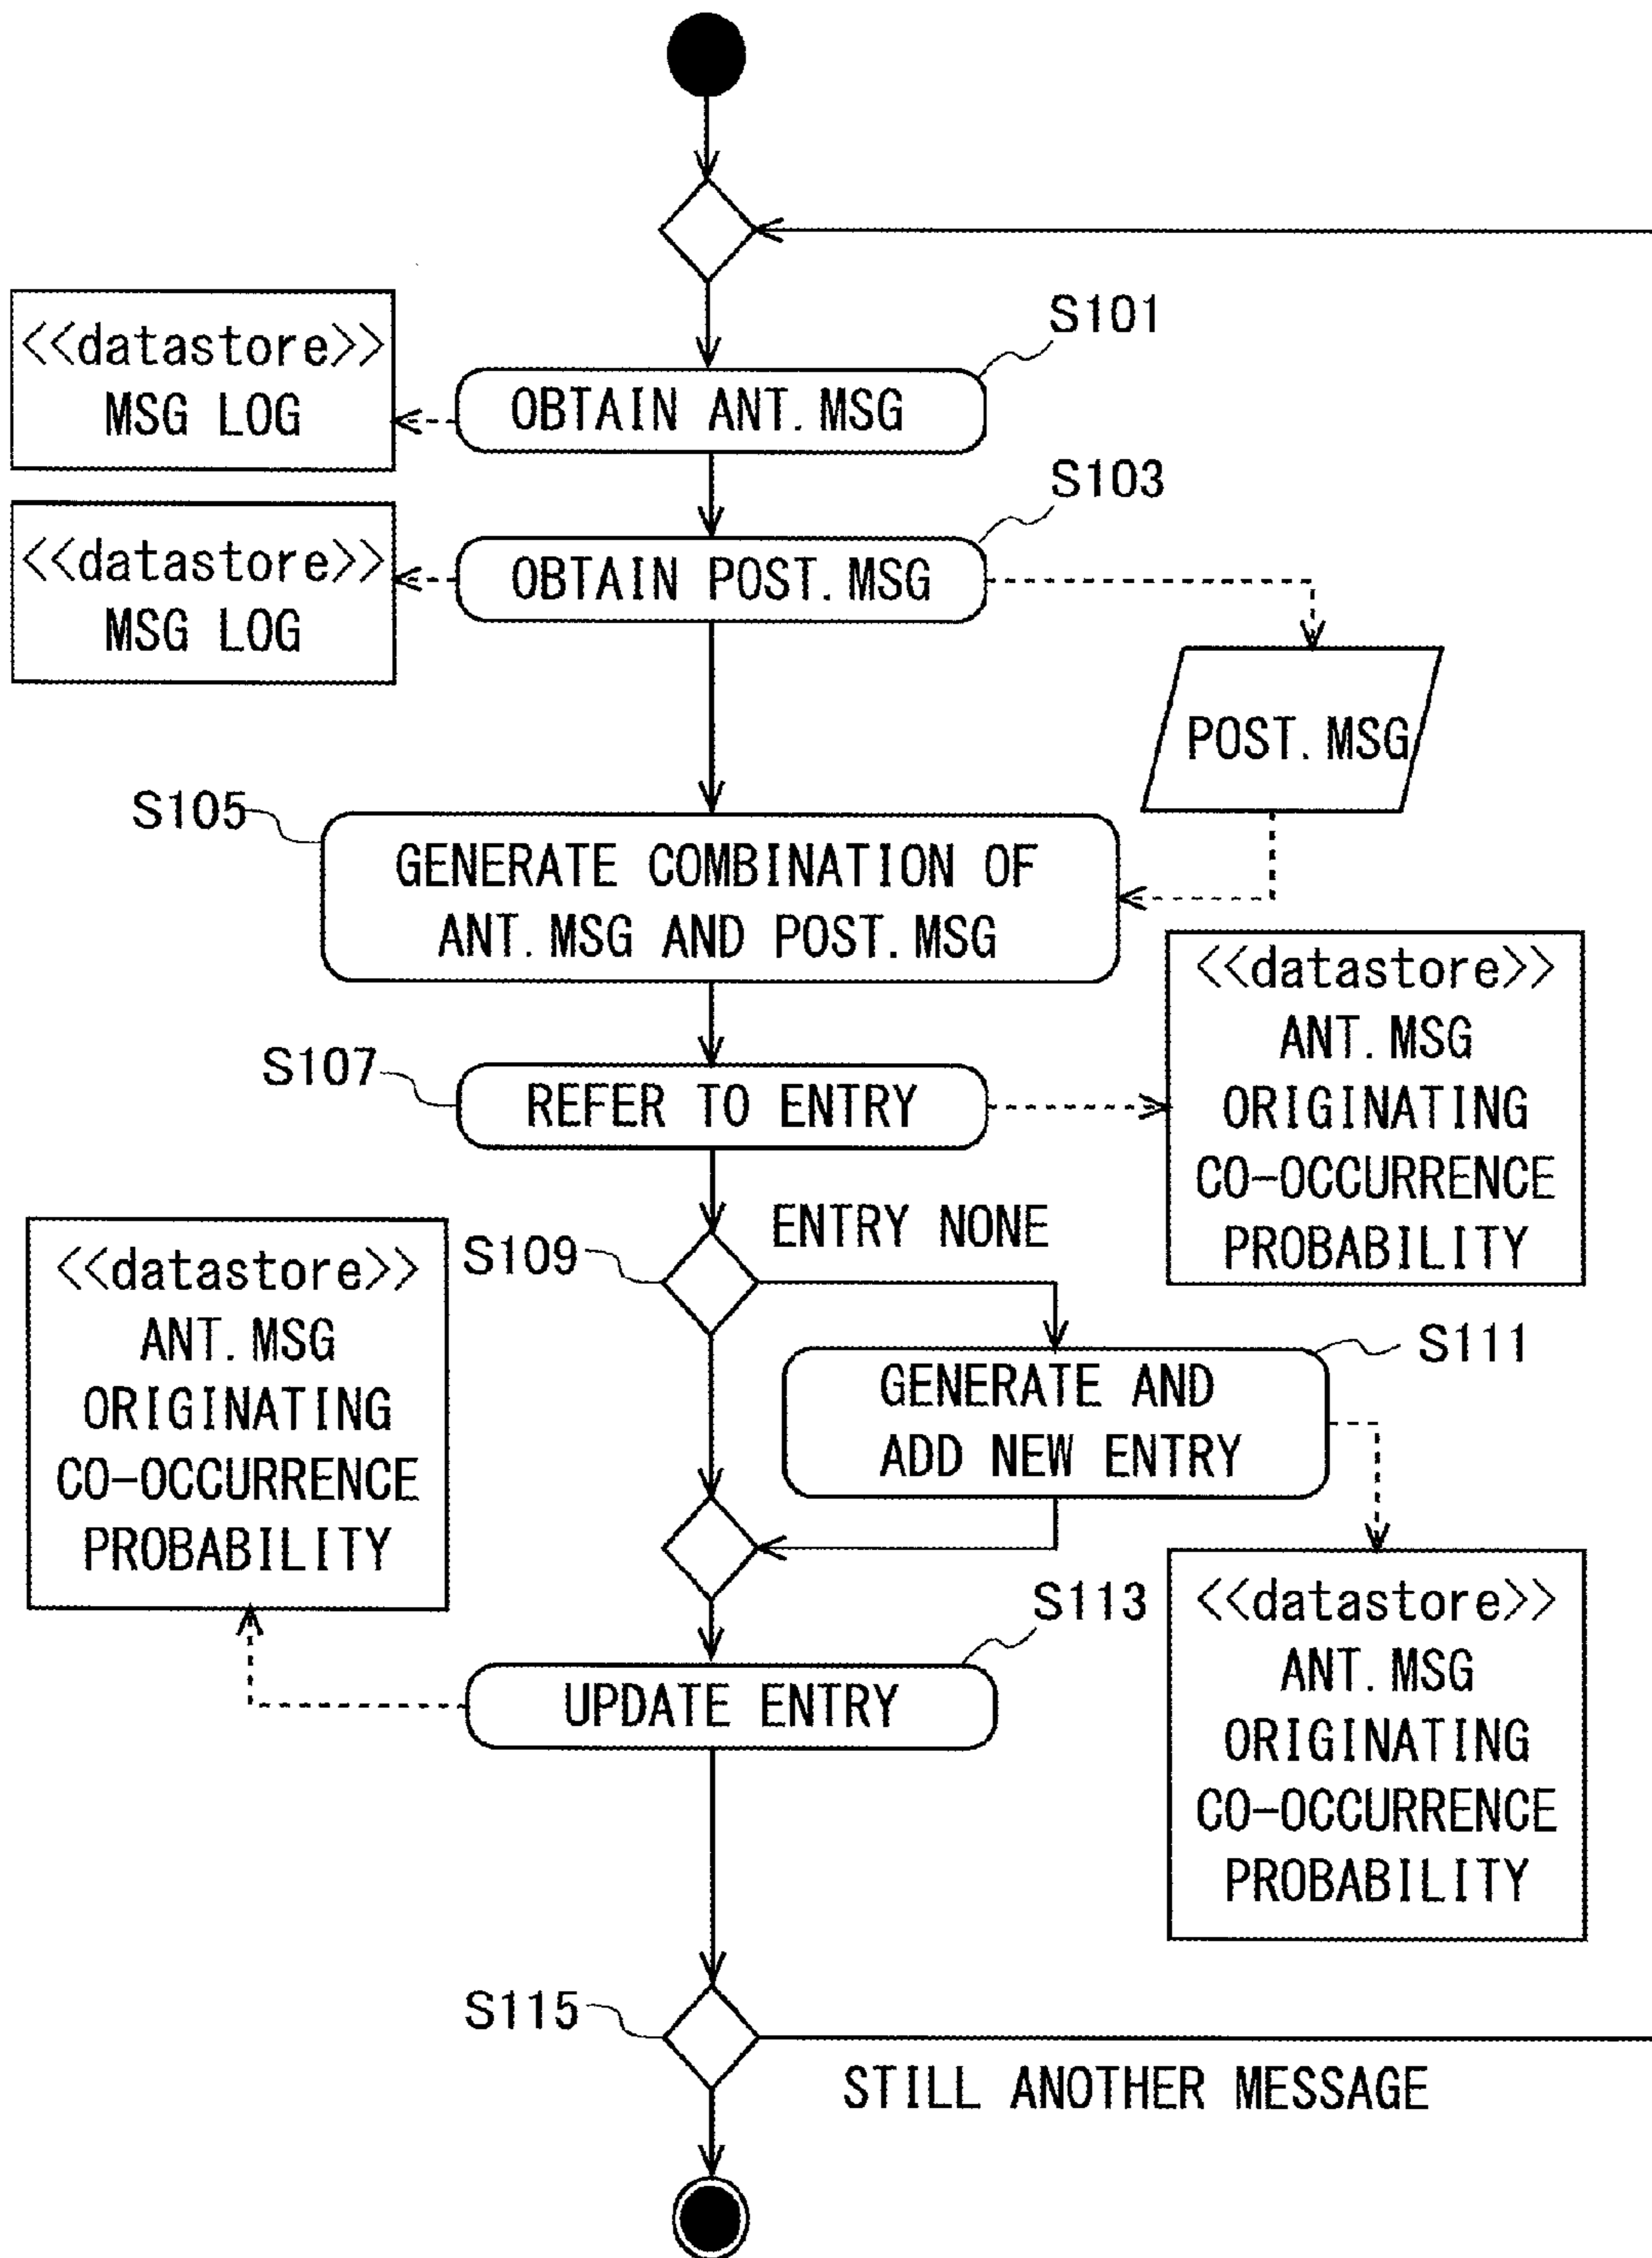 S101
<<datastore>>
MSG LOG
OBTAIN ANT.MSG
S103
<<datastore>>
MSG LOG
OBTAIN POST.MSG
POST.MSG
S105
GENERATE COMBINATION OF
ANT.MSG AND POST.MSG
<<datastore>>
ANT.MSG
ORIGINATING
CO-OCCURRENCE
PROBABILITY
S107
REFER TO ENTRY
ENTRY NONE
S109
<<datastore>>
ANT.MSG
ORIGINATING
CO-OCCURRENCE
PROBABILITY
S111
GENERATE AND
ADD NEW ENTRY
S113
<<datastore>>
ANT.MSG
ORIGINATING
CO-OCCURRENCE
PROBABILITY
UPDATE ENTRY
S115
STILL ANOTHER MESSAGE